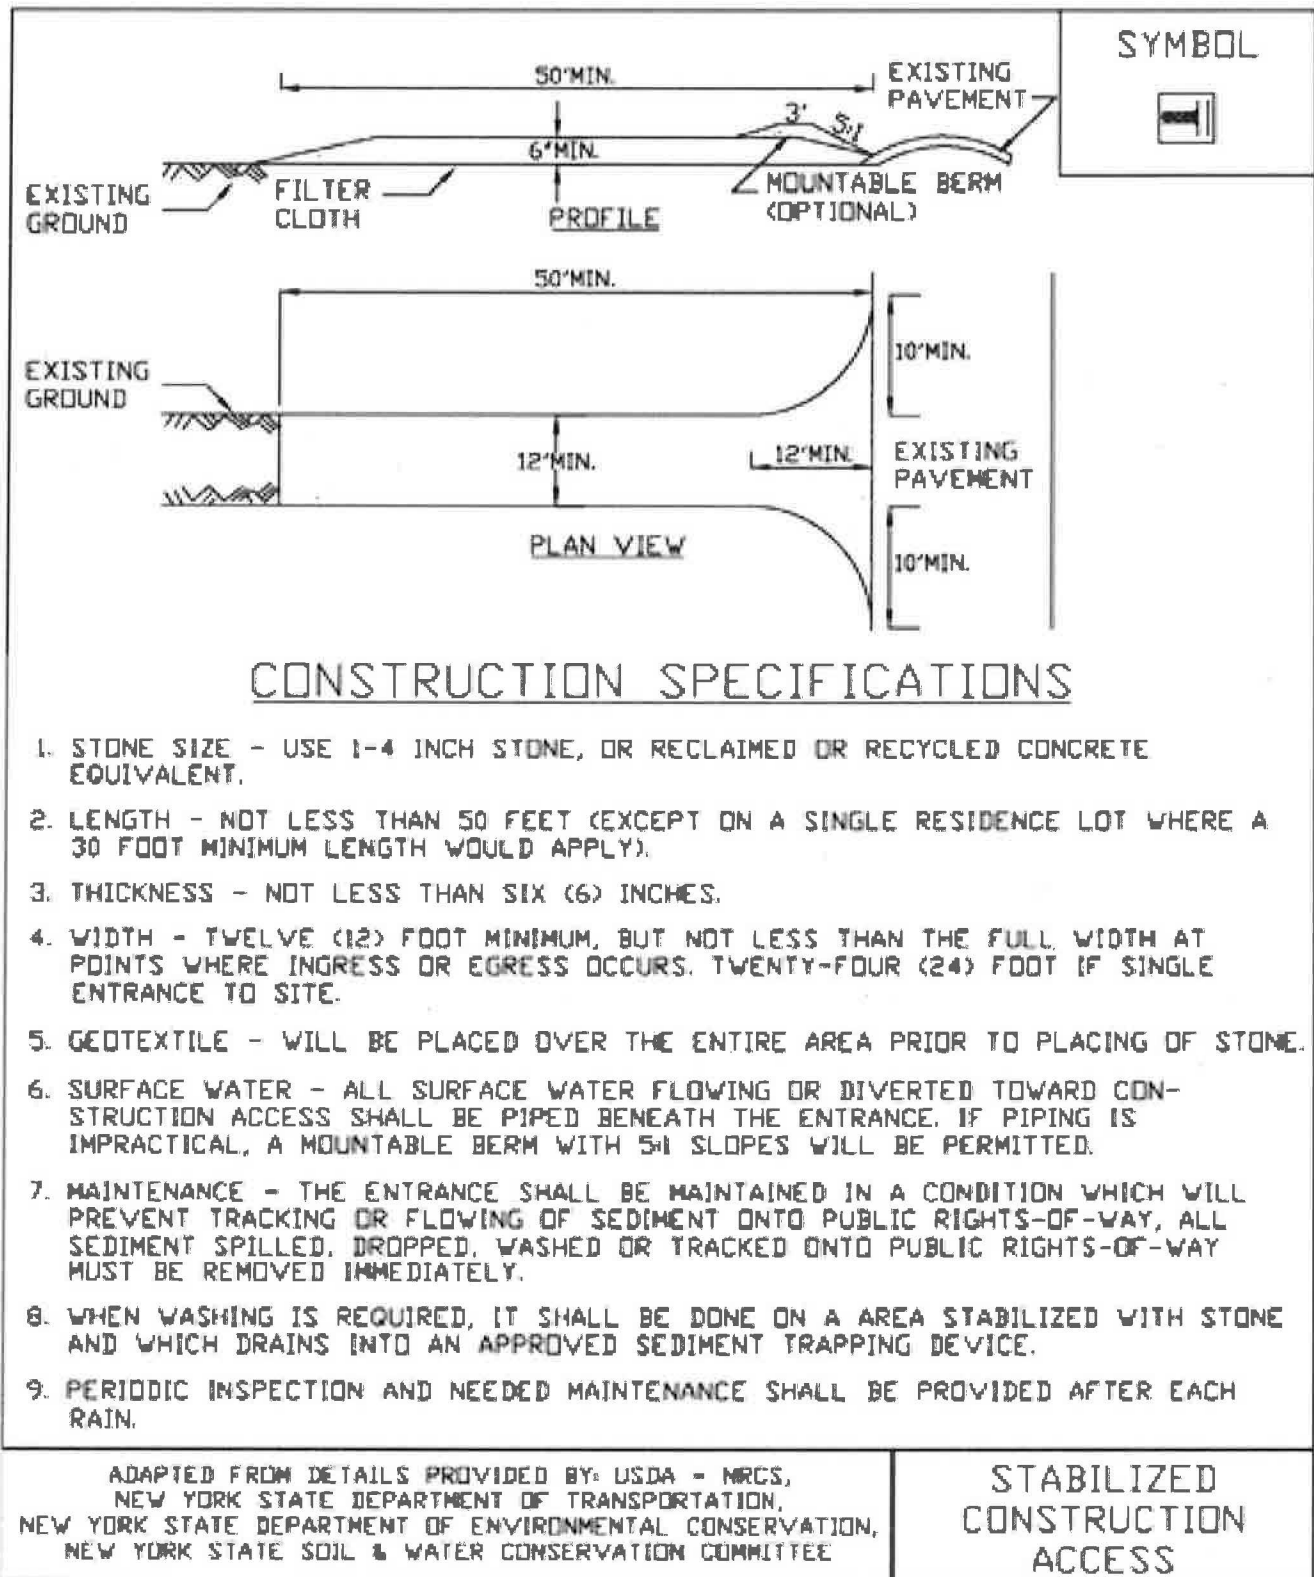 SYMBOL
50'MIN.
EXISTING
PAVEMENT
3'
5:1
6"MIN.
EXISTING
GROUND
FILTER
CLOTH
PROFILE
MOUNTABLE BERM
(OPTIONAL)
50'MIN.
10'MIN.
EXISTING
GROUND
12'MIN.
12'MIN.
EXISTING
PAVEMENT
PLAN VIEW
10'MIN.
CONSTRUCTION SPECIFICATIONS
1. STONE SIZE - USE 1-4 INCH STONE, OR RECLAIMED OR RECYCLED CONCRETE
EQUIVALENT.
2. LENGTH - NOT LESS THAN 50 FEET (EXCEPT ON A SINGLE RESIDENCE LOT WHERE A
30 FOOT MINIMUM LENGTH WOULD APPLY).
3. THICKNESS - NOT LESS THAN SIX (6) INCHES.
4. WIDTH - TWELVE (12) FOOT MINIMUM, BUT NOT LESS THAN THE FULL WIDTH AT
POINTS WHERE INGRESS OR EGRESS OCCURS. TWENTY-FOUR (24) FOOT IF SINGLE
ENTRANCE TO SITE.
5. GEOTEXTILE - WILL BE PLACED OVER THE ENTIRE AREA PRIOR TO PLACING OF STONE.
6. SURFACE WATER - ALL SURFACE WATER FLOWING OR DIVERTED TOWARD CON-
STRUCTION ACCESS SHALL BE PIPED BENEATH THE ENTRANCE. IF PIPING IS
IMPRACTICAL, A MOUNTABLE BERM WITH 5:1 SLOPES WILL BE PERMITTED.
7. MAINTENANCE - THE ENTRANCE SHALL BE MAINTAINED IN A CONDITION WHICH WILL
PREVENT TRACKING OR FLOWING OF SEDIMENT ONTO PUBLIC RIGHTS-OF-WAY, ALL
SEDIMENT SPILLED, DROPPED, WASHED OR TRACKED ONTO PUBLIC RIGHTS-OF-WAY
MUST BE REMOVED IMMEDIATELY.
8. WHEN WASHING IS REQUIRED, IT SHALL BE DONE ON A AREA STABILIZED WITH STONE
AND WHICH DRAINS INTO AN APPROVED SEDIMENT TRAPPING DEVICE.
9. PERIODIC INSPECTION AND NEEDED MAINTENANCE SHALL BE PROVIDED AFTER EACH
RAIN.
ADAPTED FROM DETAILS PROVIDED BY: USDA - NRCS,
NEW YORK STATE DEPARTMENT OF TRANSPORTATION,
NEW YORK STATE DEPARTMENT OF ENVIRONMENTAL CONSERVATION,
NEW YORK STATE SOIL & WATER CONSERVATION COMMITTEE
STABILIZED
CONSTRUCTION
ACCESS